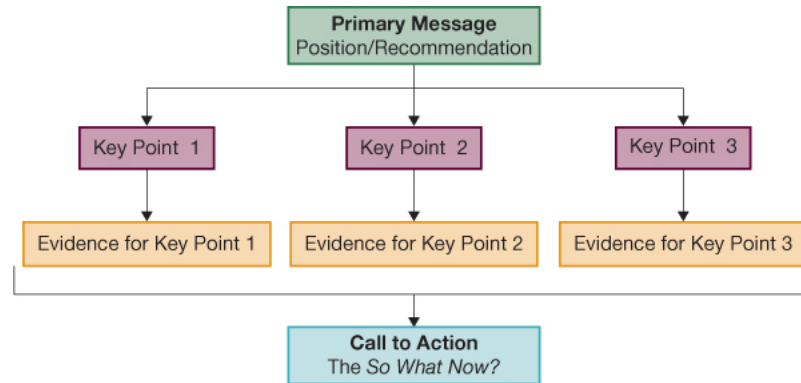 Primary Message
Position/Recommendation
Key Point 1
Key Point 2
Key Point 3
Evidence for Key Point 1
Evidence for Key Point 2
Evidence for Key Point 3
Call to Action
The So What Now?